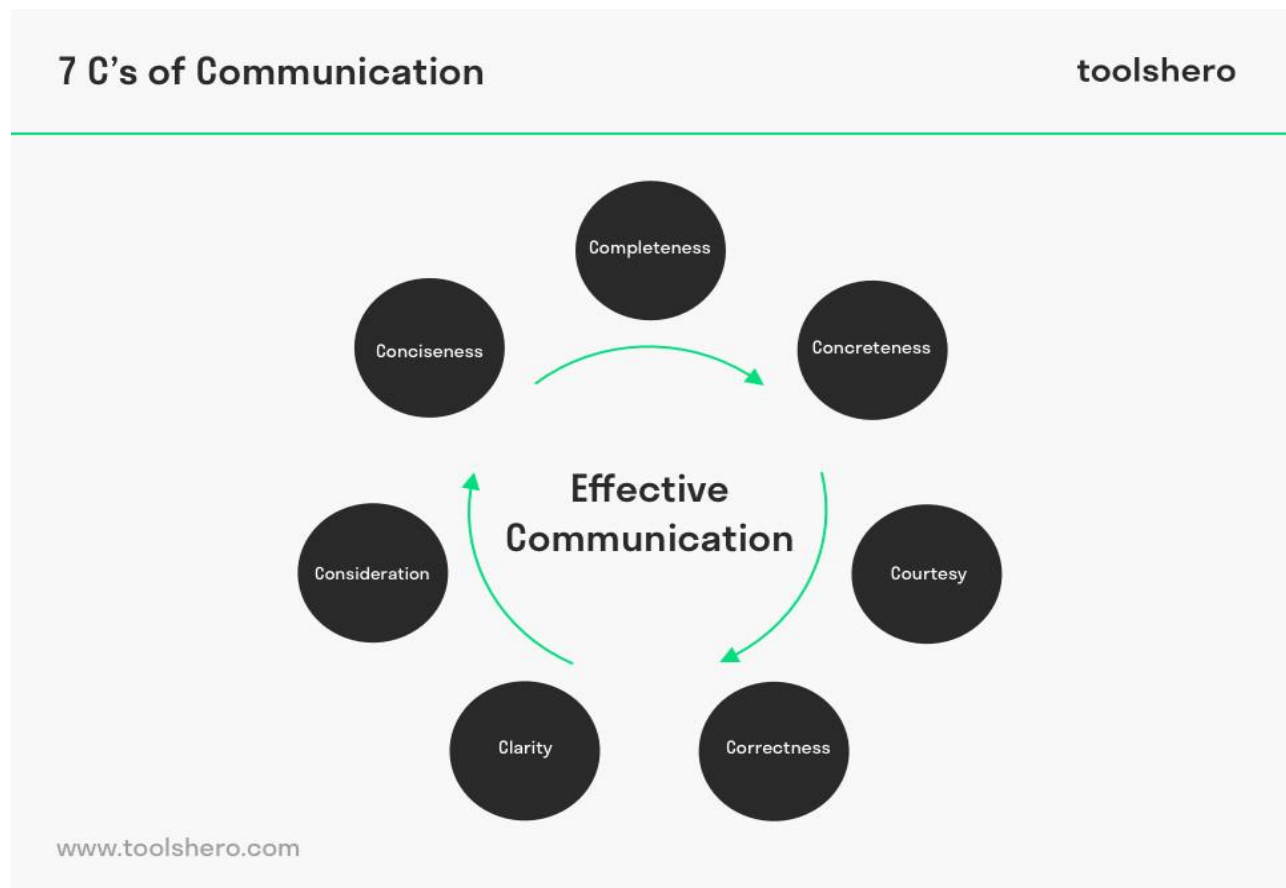 7 C’s of Communication
toolshero
Completeness
Conciseness
Concreteness
Effective
Communication
Consideration
Courtesy
Clarity
Correctness
www.toolshero.com